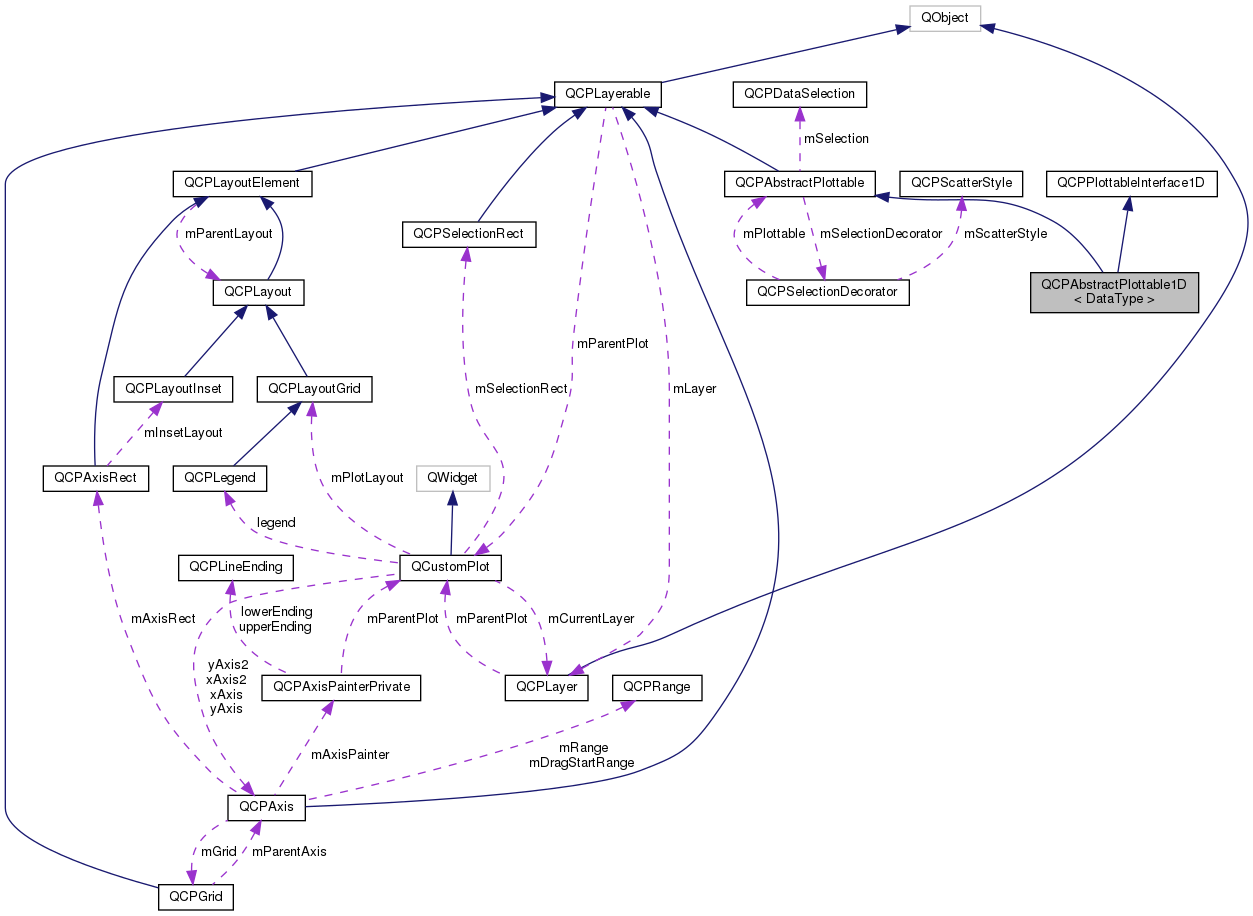 QObject
QCPLayerable
QCPDataSelection
mSelection
QCPLayoutElement
QCPAbstractPlottable
QCPScatterStyle
QCPPlottableInterface1D
mParentLayout
QCPSelectionRect
mPlottable
mSelectionDecorator
mScatterStyle
QCPLayout
QCPSelectionDecorator
QCPAbstractPlottable1D
< DataType >
mParentPlot
QCPLayoutInset
QCPLayoutGrid
mSelectionRect
mLayer
mInsetLayout
QCPAxisRect
QCPLegend
mPlotLayout
QWidget
legend
QCPLineEnding
QCustomPlot
mAxisRect
lowerEnding
upperEnding
mParentPlot
mParentPlot
mCurrentLayer
yAxis2
xAxis2
xAxis
yAxis
QCPAxisPainterPrivate
QCPLayer
QCPRange
mAxisPainter
mRange
mDragStartRange
QCPAxis
mGrid
mParentAxis
QCPGrid